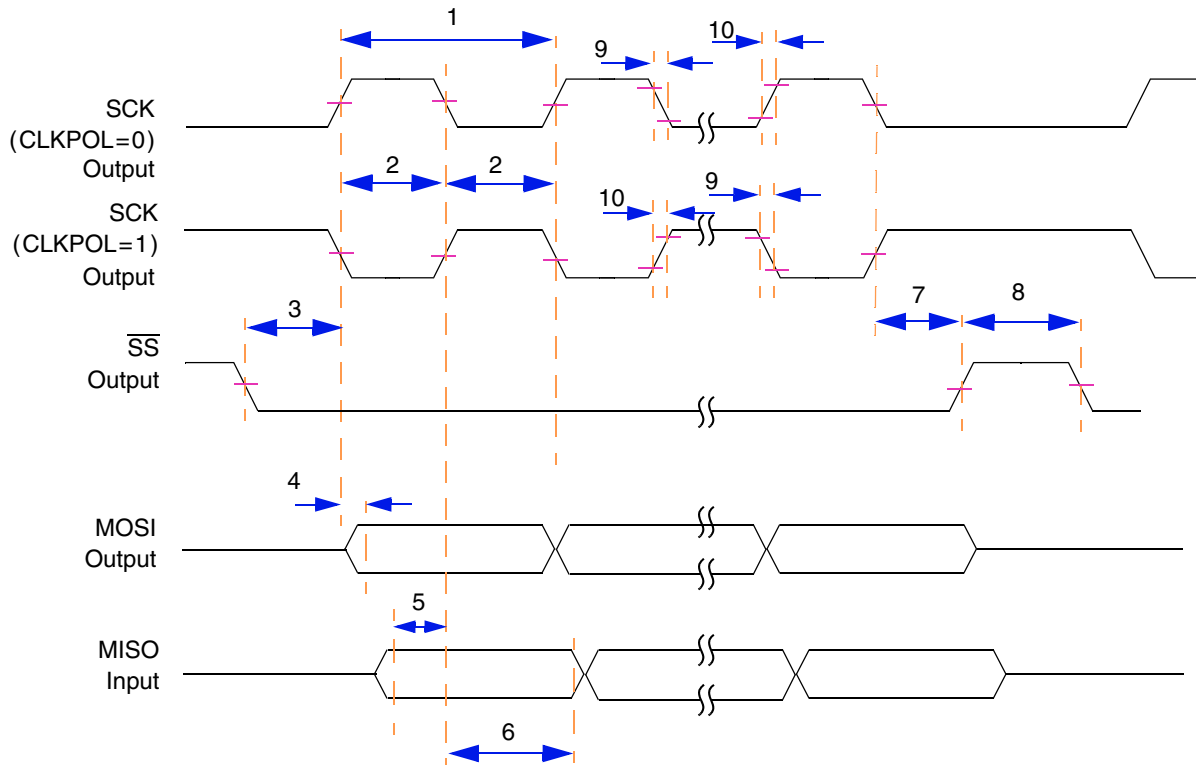 1
9
10
SCK
(CLKPOL=0)
Output
2
2
SCK
(CLKPOL=1)
Output
10
9
3
7
8
SS
Output
4
MOSI
Output
5
MISO
Input
6